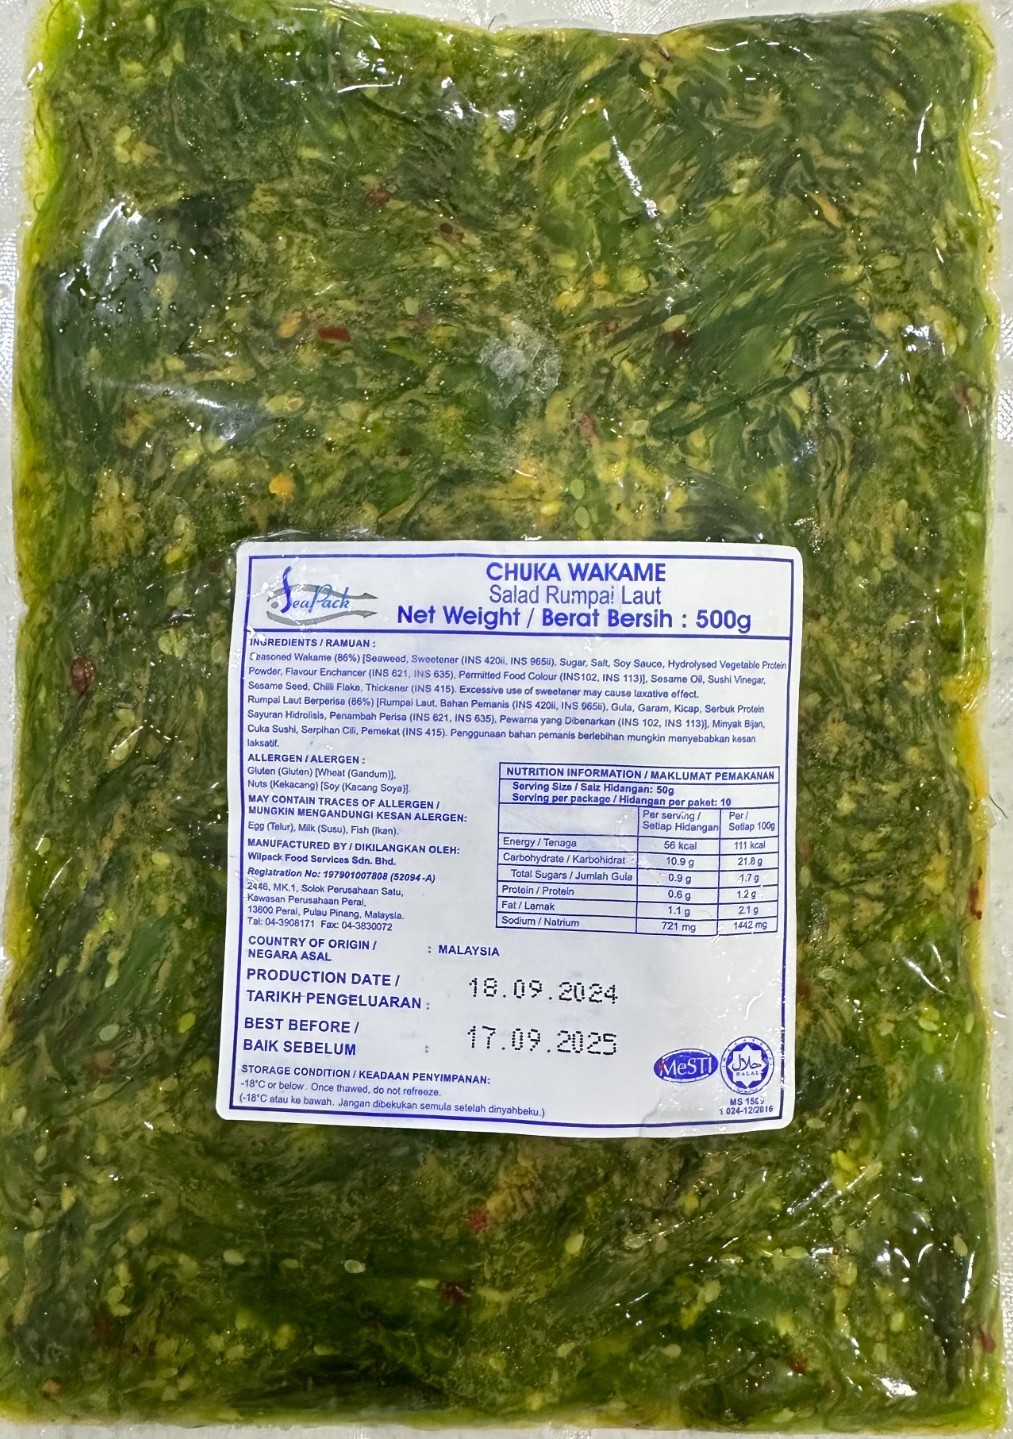 SeaPack
CHUKA WAKAME
Salad Rumpai Laut
Net Weight / Berat Bersih : 500g
INGREDIENTS / RAMUAN :
Seasoned Wakame (86%) [Seaweed, Sweetener (INS 420ii, INS 965ii), Sugar, Salt, Soy Sauce, Hydrolysed Vegetable Protein
Powder, Flavour Enchancer (INS 621, INS 635), Permitted Food Colour (INS102, INS 113)], Sesame Oil, Sushi Vinegar,
Sesame Seed, Chilli Flake, Thickener (INS 415). Excessive use of sweetener may cause laxative effect.
Rumpai Laut Berperisa (86%) [Rumpai Laut, Bahan Pemanis (INS 420ii, INS 965ii), Gula, Garam, Kicap, Serbuk Protein
Sayuran Hidrolisis, Penambah Perisa (INS 621, INS 635), Pewarna yang Dibenarkan (INS 102, INS 113)], Minyak Bijan,
Cuka Sushi, Serpihan Cili, Pemekat (INS 415). Penggunaan bahan pemanis berlebihan mungkin menyebabkan kesan
laksatif.
ALLERGEN / ALERGEN :
Gluten (Gluten) [Wheat (Gandum)],
Nuts (Kekacang) [Soy (Kacang Soya)].
MAY CONTAIN TRACES OF ALLERGEN /
MUNGKIN MENGANDUNGI KESAN ALERGEN:
Egg (Telur), Milk (Susu), Fish (Ikan).
MANUFACTURED BY / DIKILANGKAN OLEH:
Wilpack Food Services Sdn. Bhd.
Registration No: 197901007808 (52094-A)
2446, MK.1, Solok Perusahaan Satu,
Kawasan Perusahaan Perai,
13600 Perai, Pulau Pinang, Malaysia.
Tel: 04-3908171 Fax: 04-3830072
NUTRITION INFORMATION / MAKLUMAT PEMAKANAN
Serving Size / Saiz Hidangan: 50g
Serving per package / Hidangan per paket: 10
Per serving / Per /
Setiap Hidangan Setiap 100g
Energy / Tenaga 56 kcal 111 kcal
Carbohydrate / Karbohidrat 10.9 g 21.8 g
Total Sugars / Jumlah Gula 0.9 g 1.7 g
Protein / Protein 0.6 g 1.2 g
Fat / Lemak 1.1 g 2.1 g
Sodium / Natrium 721 mg 1442 mg
COUNTRY OF ORIGIN /
NEGARA ASAL : MALAYSIA
PRODUCTION DATE /
TARIKH PENGELUARAN : 18.09.2024
BEST BEFORE /
BAIK SEBELUM : 17.09.2025
STORAGE CONDITION / KEADAAN PENYIMPANAN:
-18°C or below. Once thawed, do not refreeze.
(-18°C atau ke bawah. Jangan dibekukan semula setelah dinyahbeku.)
MeSTI
حلال
HALAL
MS
024-12/2016